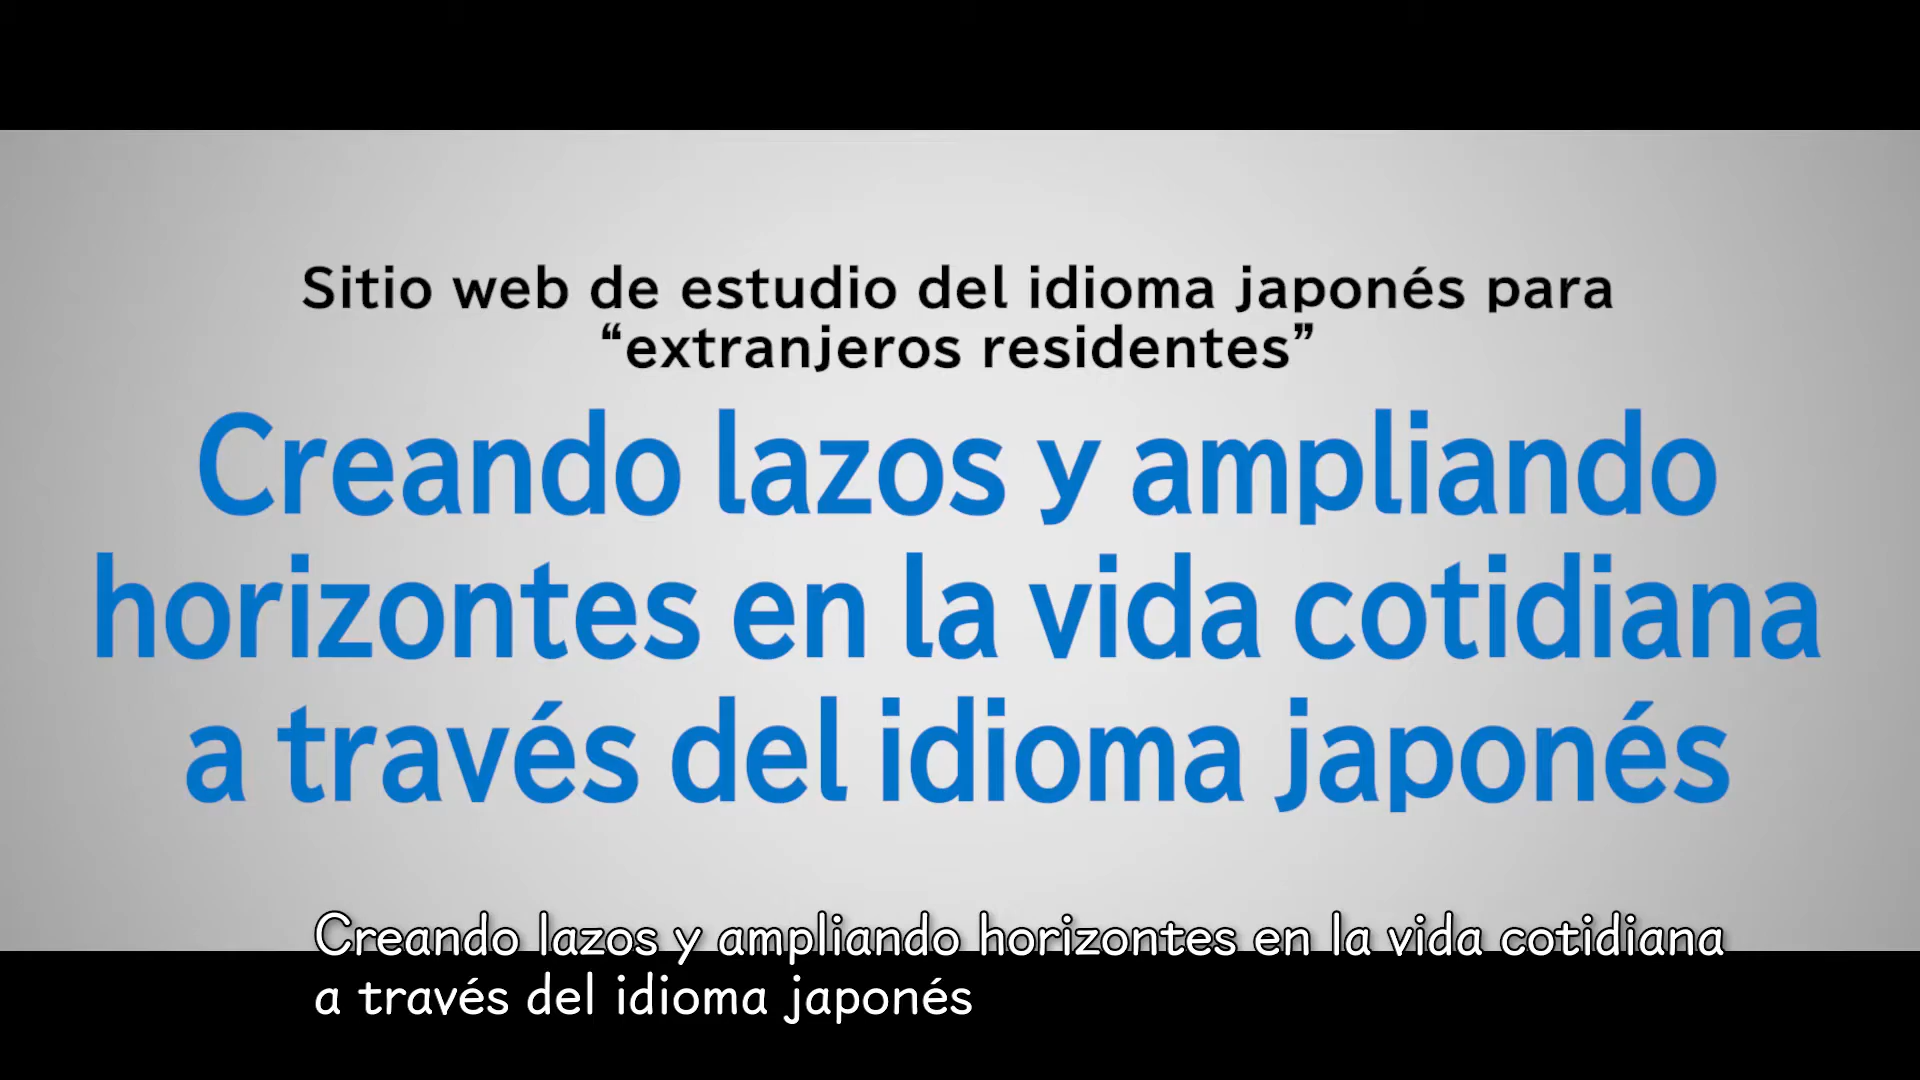 Sitio web de estudio del idioma japonés para
“extranjeros residentes”
Creando lazos y ampliando
horizontes en la vida cotidiana
a través del idioma japonés
Creando lazos y ampliando horizontes en la vida cotidiana
a través del idioma japonés